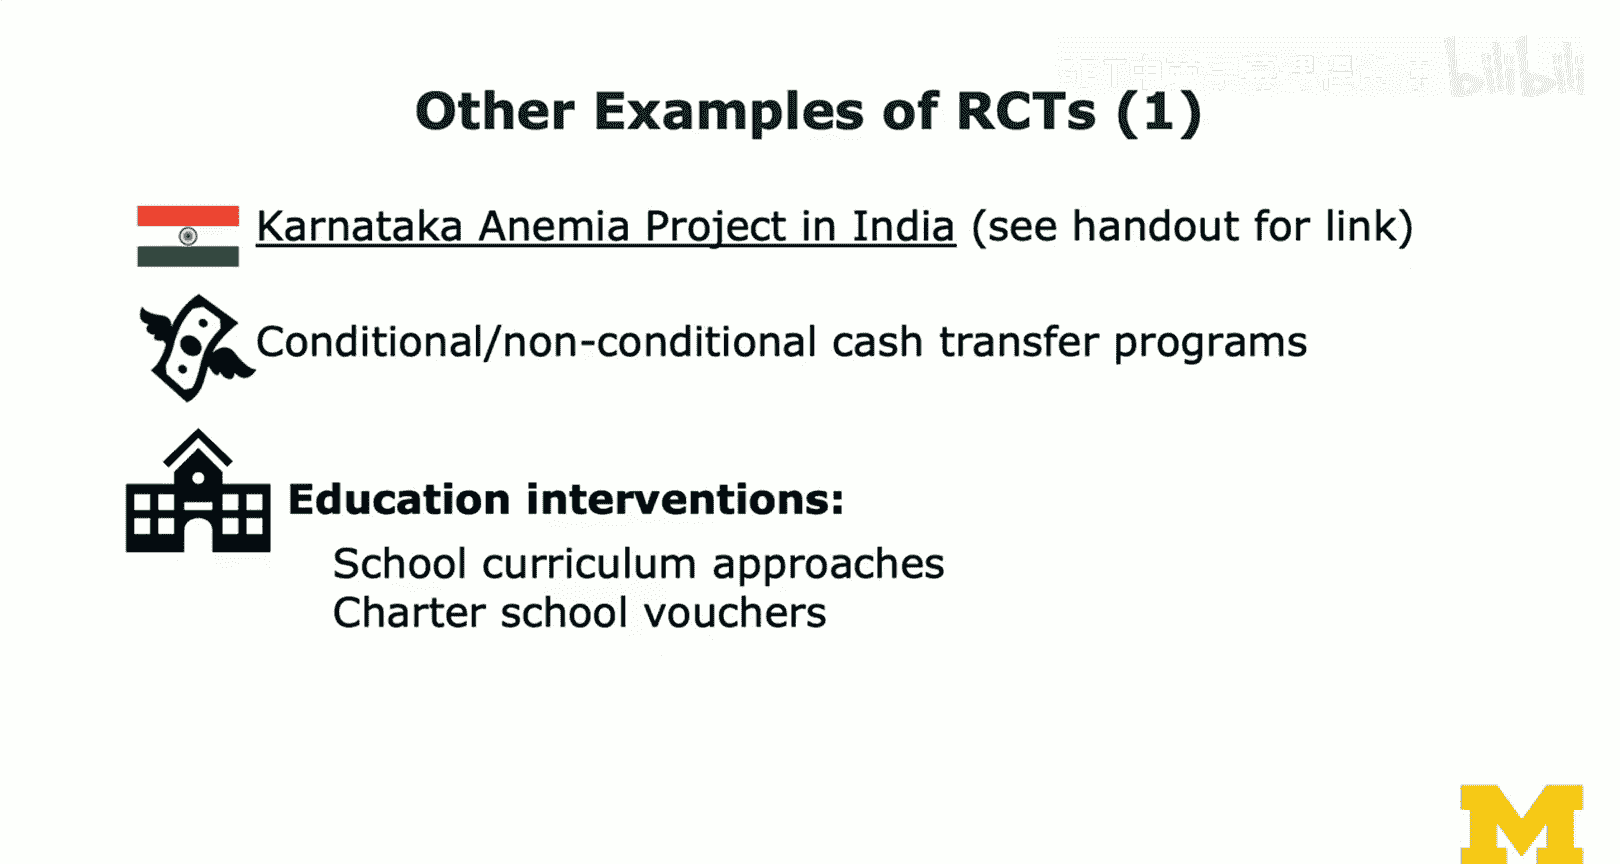 bilibili
Other Examples of RCTs (1)
Karnataka Anemia Project in India (see handout for link)
Conditional/non-conditional cash transfer programs
Education interventions:
School curriculum approaches
Charter school vouchers
M